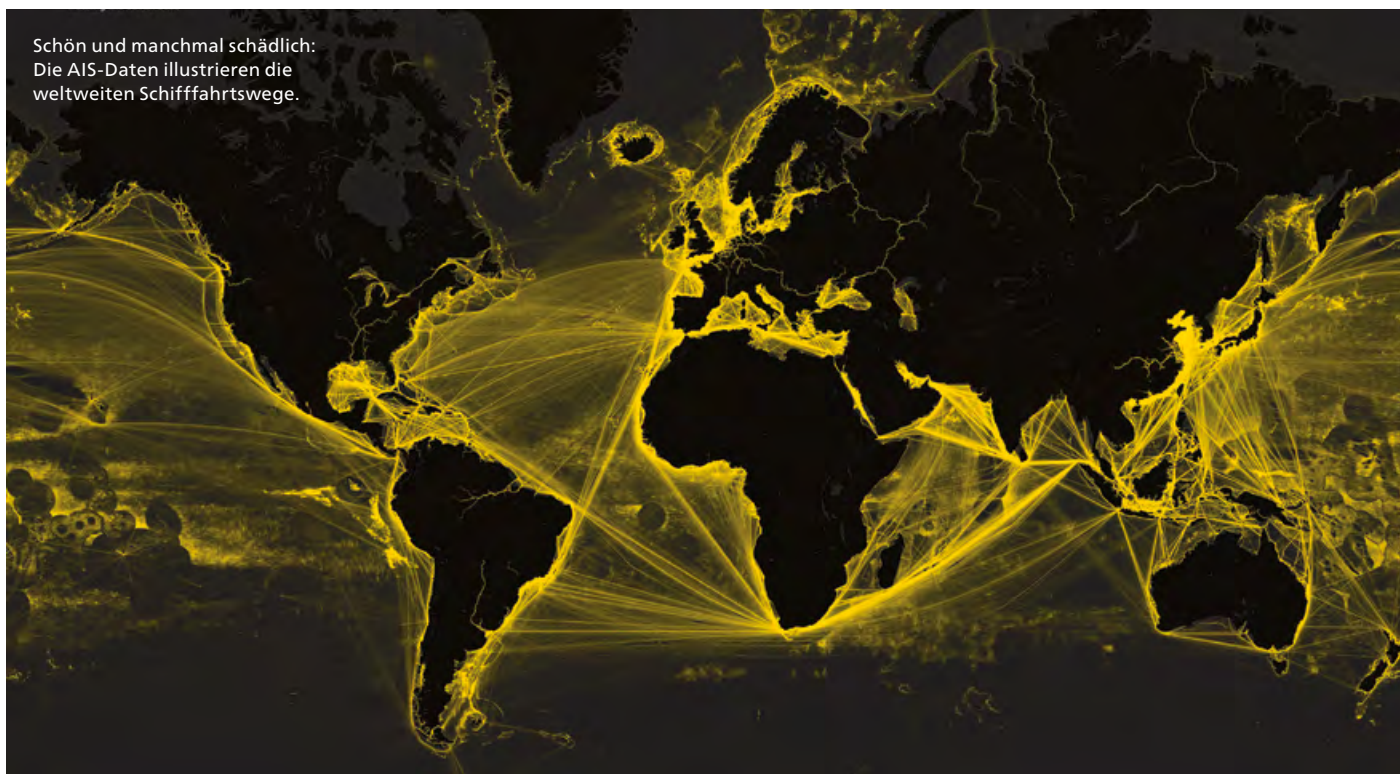 Schön und manchmal schädlich:
Die AIS-Daten illustrieren die
weltweiten Schifffahrtswege.